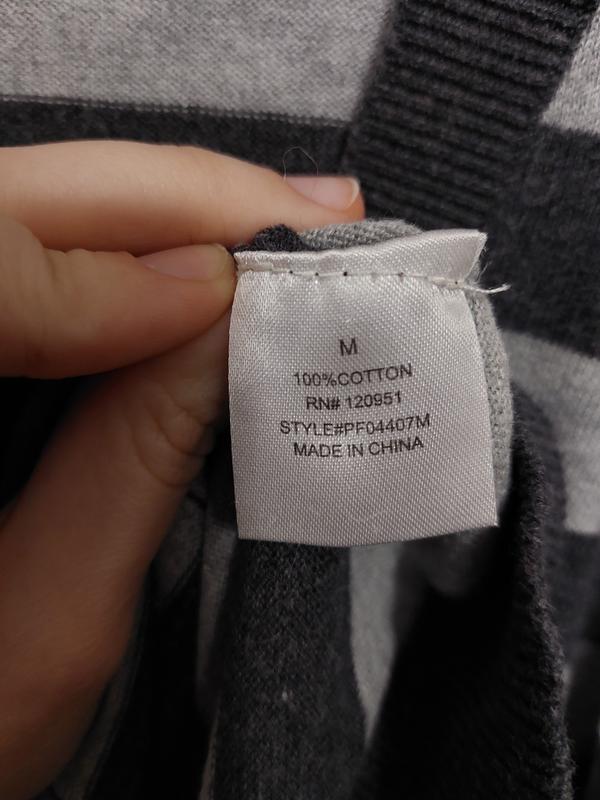 M
100%COTTON
RN# 120951
STYLE#PF04407M
MADE IN CHINA